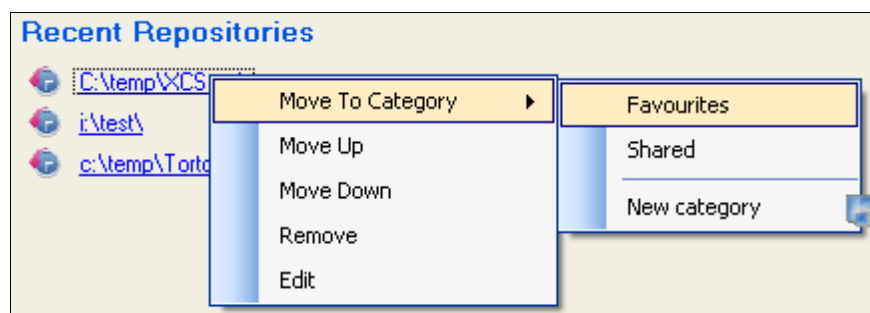 Recent Repositories
C:\temp\XCS
i:\test\
c:\temp\
Move To Category
Move Up
Move Down
Remove
Edit
Favourites
Shared
New category